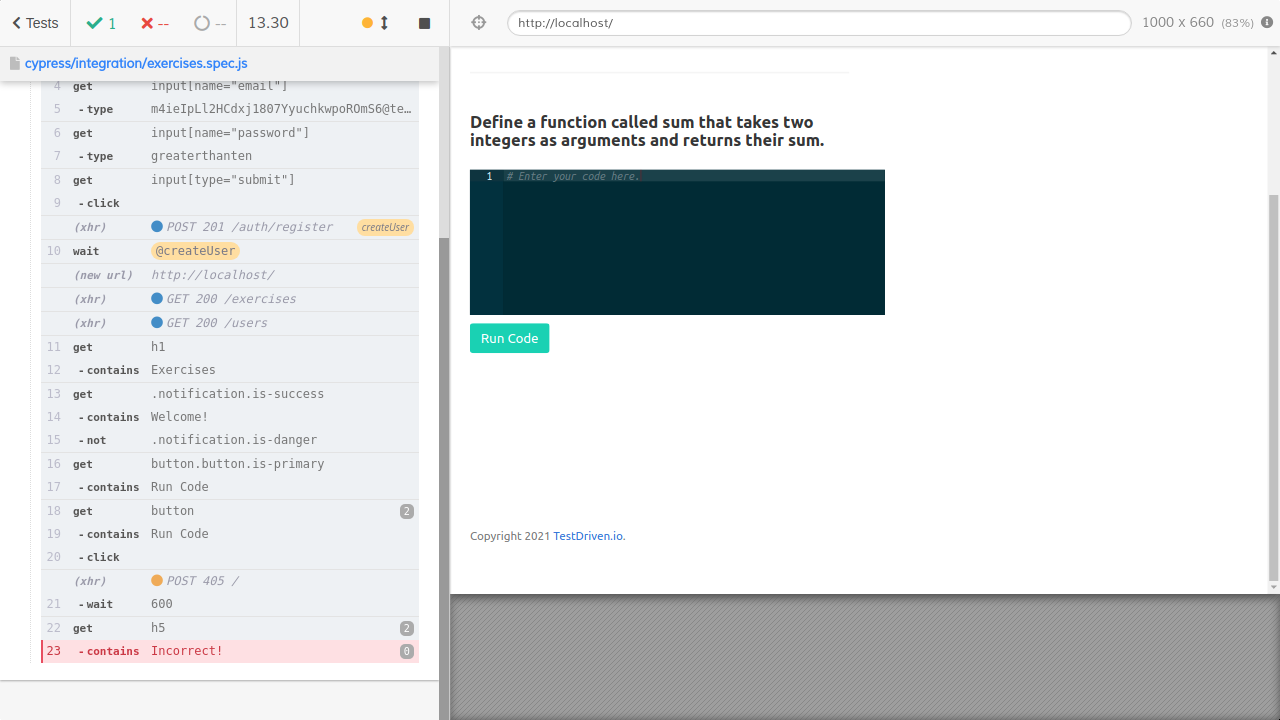 Tests
1
--
--
13.30
http://localhost/
1000 x 660 (83%)
cypress/integration/exercises.spec.js
4 get input[name="email"]
5 -type m4ieIpLl2HCdxj1807YyuchkwpoROmS6@te…
6 get input[name="password"]
7 -type greaterthanten
8 get input[type="submit"]
9 -click
(xhr) POST 201 /auth/register createUser
10 wait @createUser
(new url) http://localhost/
(xhr) GET 200 /exercises
(xhr) GET 200 /users
11 get h1
12 -contains Exercises
13 get .notification.is-success
14 -contains Welcome!
15 -not .notification.is-danger
16 get button.button.is-primary
17 -contains Run Code
18 get button 2
19 -contains Run Code
20 -click
(xhr) POST 405 /
21 -wait 600
22 get h5 2
23 -contains Incorrect! 0
Define a function called sum that takes two
integers as arguments and returns their sum.
1 # Enter your code here.
Run Code
Copyright 2021 TestDriven.io.